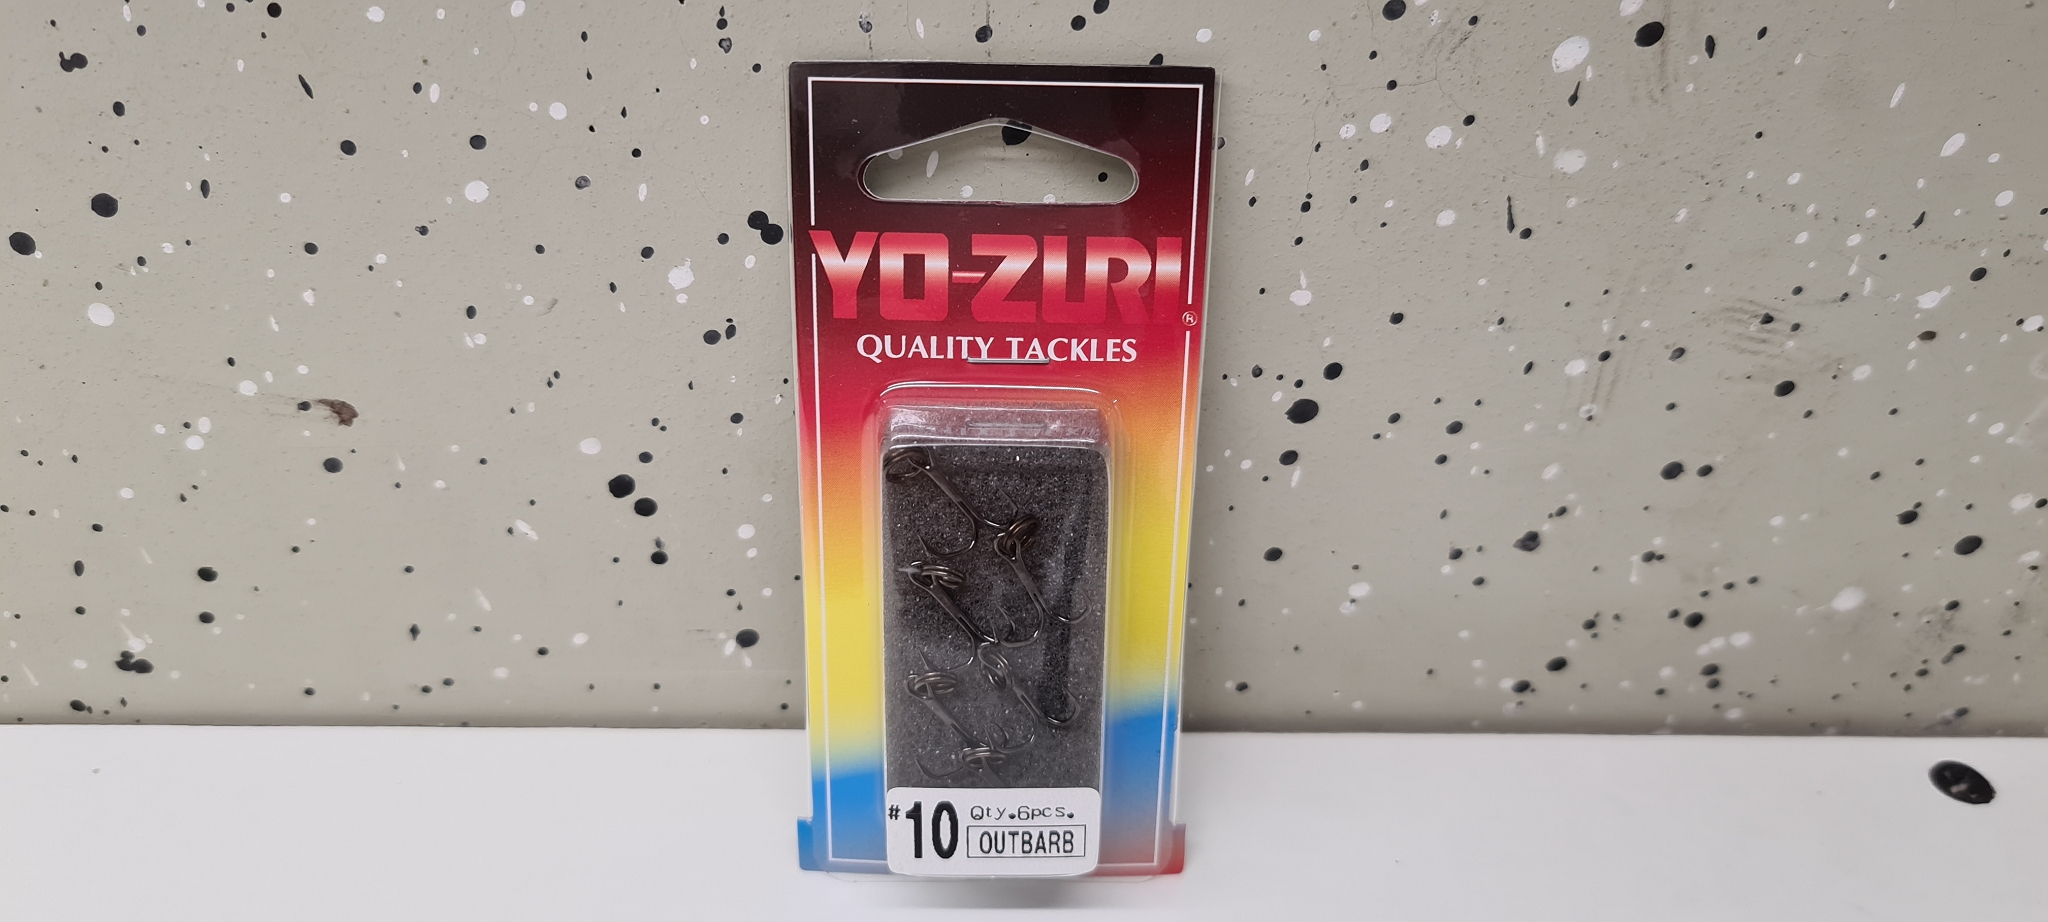 YO-ZURI®
QUALITY TACKLES
#10 Qty.6pcs.
OUTBARB